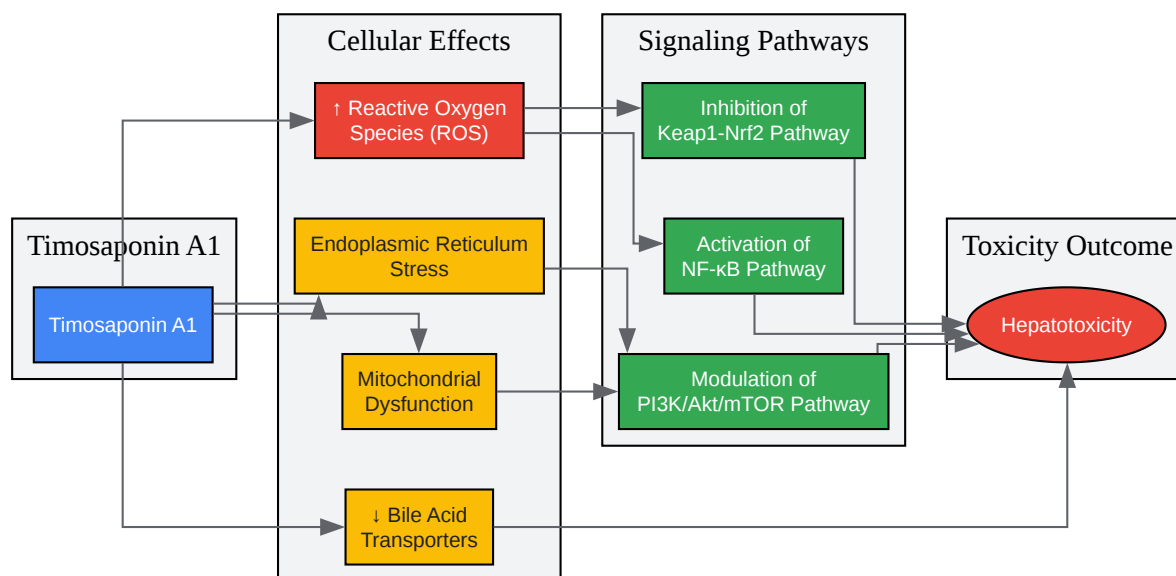 Cellular Effects
Signaling Pathways
↑ Reactive Oxygen
Species (ROS)
Inhibition of
Keap1-Nrf2 Pathway
Timosaponin A1
Endoplasmic Reticulum
Stress
Activation of
NF-κB Pathway
Toxicity Outcome
Timosaponin A1
Hepatotoxicity
Mitochondrial
Dysfunction
Modulation of
PI3K/Akt/mTOR Pathway
↓ Bile Acid
Transporters